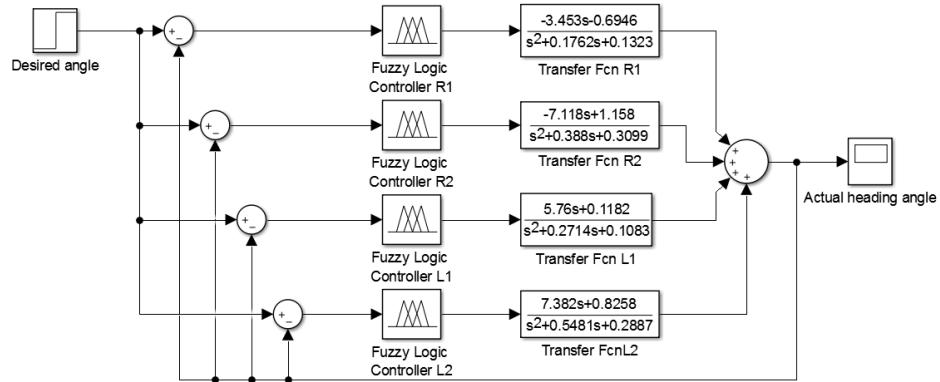 +
−
-3.453s-0.6946
s²+0.1762s+0.1323
Desired angle
Fuzzy Logic
Controller R1
Transfer Fcn R1
+
−
-7.118s+1.158
s²+0.388s+0.3099
Fuzzy Logic
Controller R2
Transfer Fcn R2
+
+
+
+
Actual heading angle
+
−
5.76s+0.1182
s²+0.2714s+0.1083
Fuzzy Logic
Controller L1
Transfer Fcn L1
+
−
7.382s+0.8258
s²+0.5481s+0.2887
Fuzzy Logic
Controller L2
Transfer FcnL2